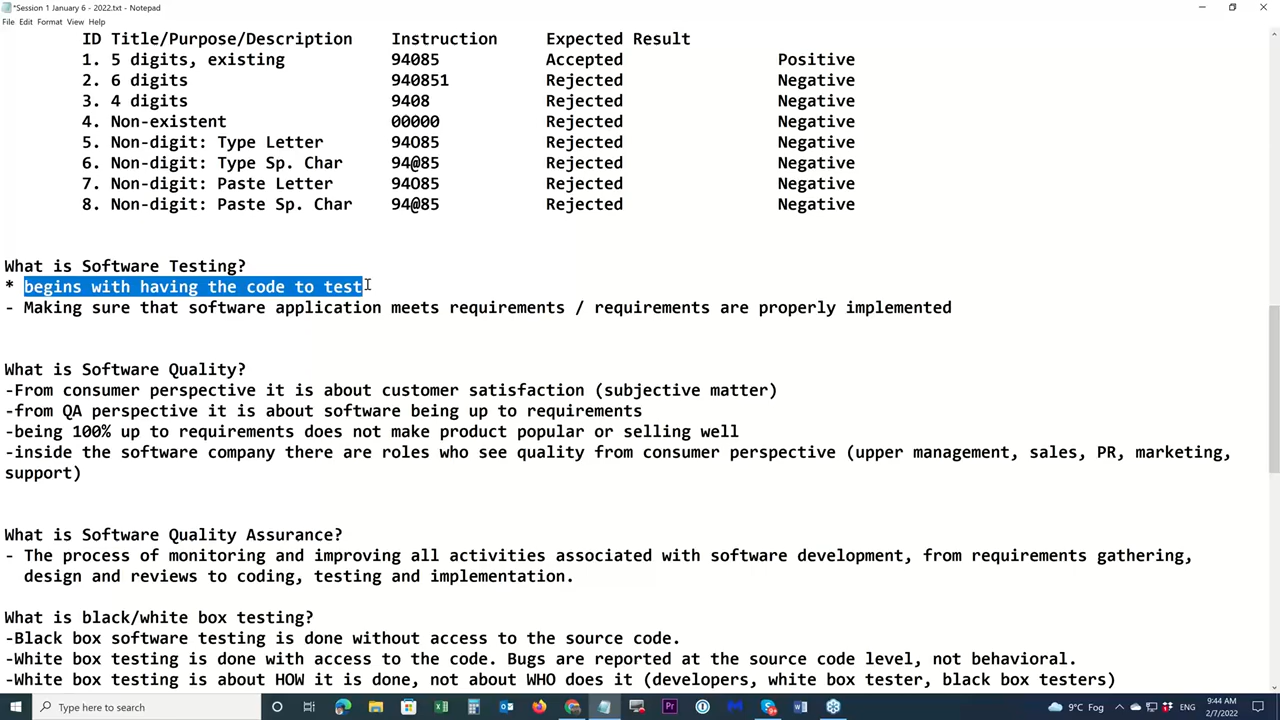 *Session 1 January 6 - 2022.txt - Notepad
File Edit Format View Help
ID Title/Purpose/Description Instruction Expected Result
1. 5 digits, existing 94085 Accepted Positive
2. 6 digits 940851 Rejected Negative
3. 4 digits 9408 Rejected Negative
4. Non-existent 00000 Rejected Negative
5. Non-digit: Type Letter 94O85 Rejected Negative
6. Non-digit: Type Sp. Char 94@85 Rejected Negative
7. Non-digit: Paste Letter 94O85 Rejected Negative
8. Non-digit: Paste Sp. Char 94@85 Rejected Negative
What is Software Testing?
* begins with having the code to test
- Making sure that software application meets requirements / requirements are properly implemented
What is Software Quality?
-From consumer perspective it is about customer satisfaction (subjective matter)
-from QA perspective it is about software being up to requirements
-being 100% up to requirements does not make product popular or selling well
-inside the software company there are roles who see quality from consumer perspective (upper management, sales, PR, marketing,
support)
What is Software Quality Assurance?
- The process of monitoring and improving all activities associated with software development, from requirements gathering,
design and reviews to coding, testing and implementation.
What is black/white box testing?
-Black box software testing is done without access to the source code.
-White box testing is done with access to the code. Bugs are reported at the source code level, not behavioral.
-White box testing is about HOW it is done, not about WHO does it (developers, white box tester, black box testers)
Type here to search
9°C Fog
9:44 AM
2/7/2022